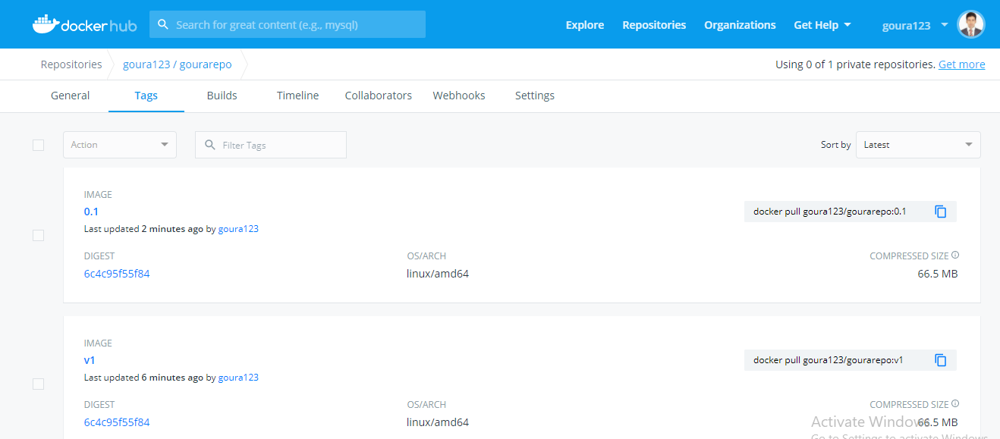 docker hub Search for great content (e.g., mysql) Explore Repositories Organizations Get Help goura123
Repositories goura123 / gourarepo Using 0 of 1 private repositories. Get more
General Tags Builds Timeline Collaborators Webhooks Settings
Action Filter Tags Sort by Latest
IMAGE
0.1 docker pull goura123/gourarepo:0.1
Last updated 2 minutes ago by goura123
DIGEST OS/ARCH COMPRESSED SIZE
6c4c95f55f84 linux/amd64 66.5 MB
IMAGE
v1 docker pull goura123/gourarepo:v1
Last updated 6 minutes ago by goura123
DIGEST OS/ARCH COMPRESSED SIZE
6c4c95f55f84 linux/amd64 66.5 MB
Activate Windows
Go to Settings to activate Windows.